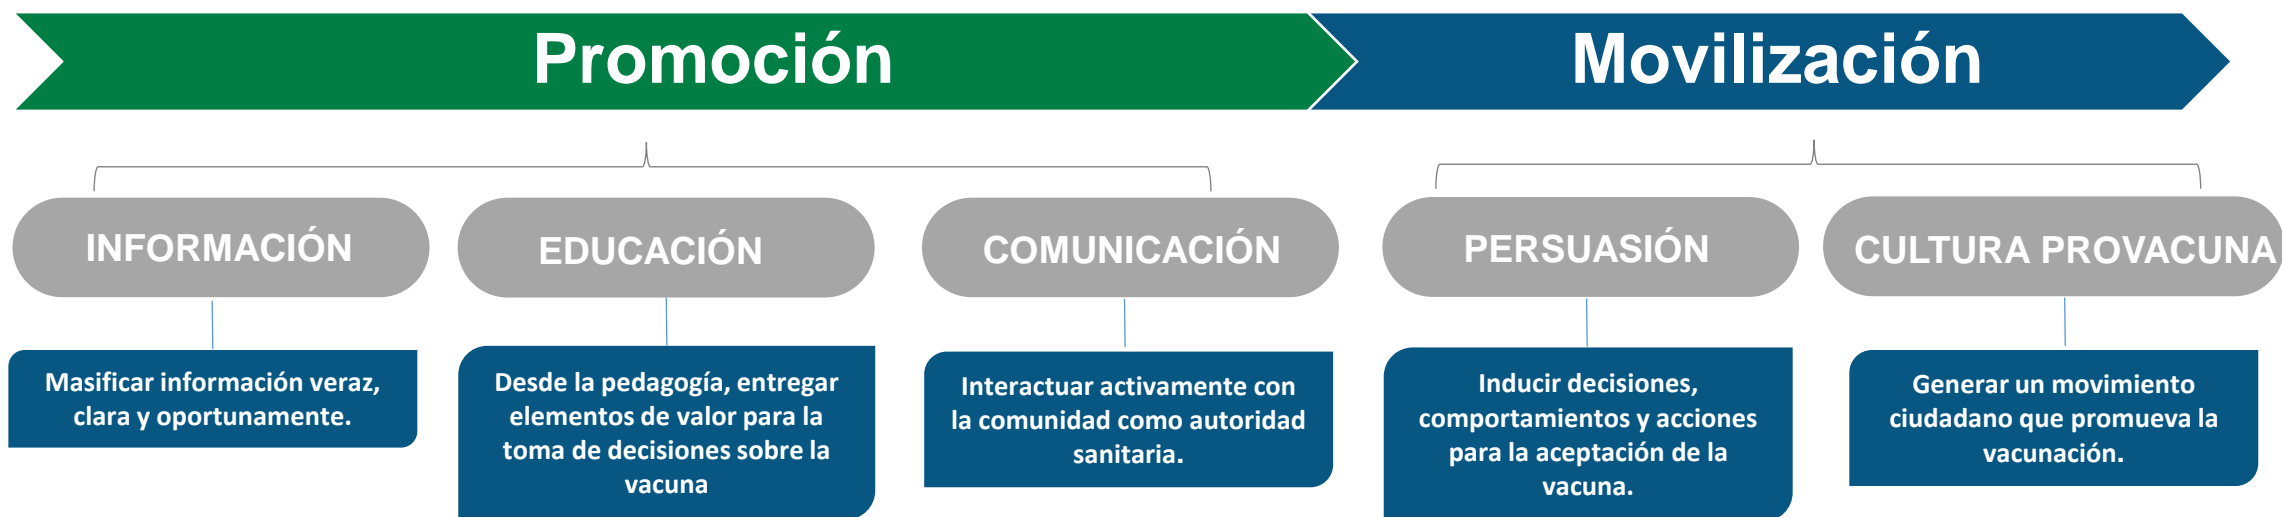 Promoción
Movilización
INFORMACIÓN
EDUCACIÓN
COMUNICACIÓN
PERSUASIÓN
CULTURA PROVACUNA
Masificar información veraz,
clara y oportunamente.
Desde la pedagogía, entregar
elementos de valor para la
toma de decisiones sobre la
vacuna
Interactuar activamente con
la comunidad como autoridad
sanitaria.
Inducir decisiones,
comportamientos y acciones
para la aceptación de la
vacuna.
Generar un movimiento
ciudadano que promueva la
vacunación.